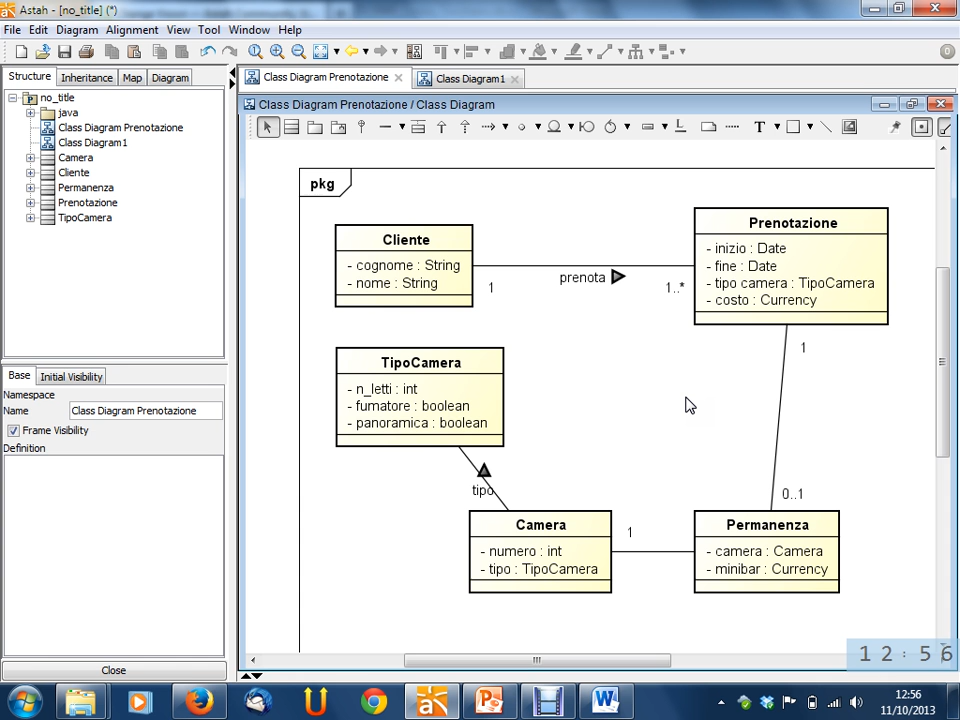 Astah - [no_title] (*)
File Edit Diagram Alignment View Tool Window Help
Structure Inheritance Map Diagram
no_title
java
Class Diagram Prenotazione
Class Diagram1
Camera
Cliente
Permanenza
Prenotazione
TipoCamera
Base Initial Visibility
Namespace
Name Class Diagram Prenotazione
Frame Visibility
Definition
Close
Class Diagram Prenotazione Class Diagram1
Class Diagram Prenotazione / Class Diagram
T
0
pkg
Cliente
- cognome : String
- nome : String
1
prenota
1..*
Prenotazione
- inizio : Date
- fine : Date
- tipo camera : TipoCamera
- costo : Currency
1
TipoCamera
- n_letti : int
- fumatore : boolean
- panoramica : boolean
tipo
0..1
Camera
- numero : int
- tipo : TipoCamera
1
Permanenza
- camera : Camera
- minibar : Currency
12:56
12:56
11/10/2013